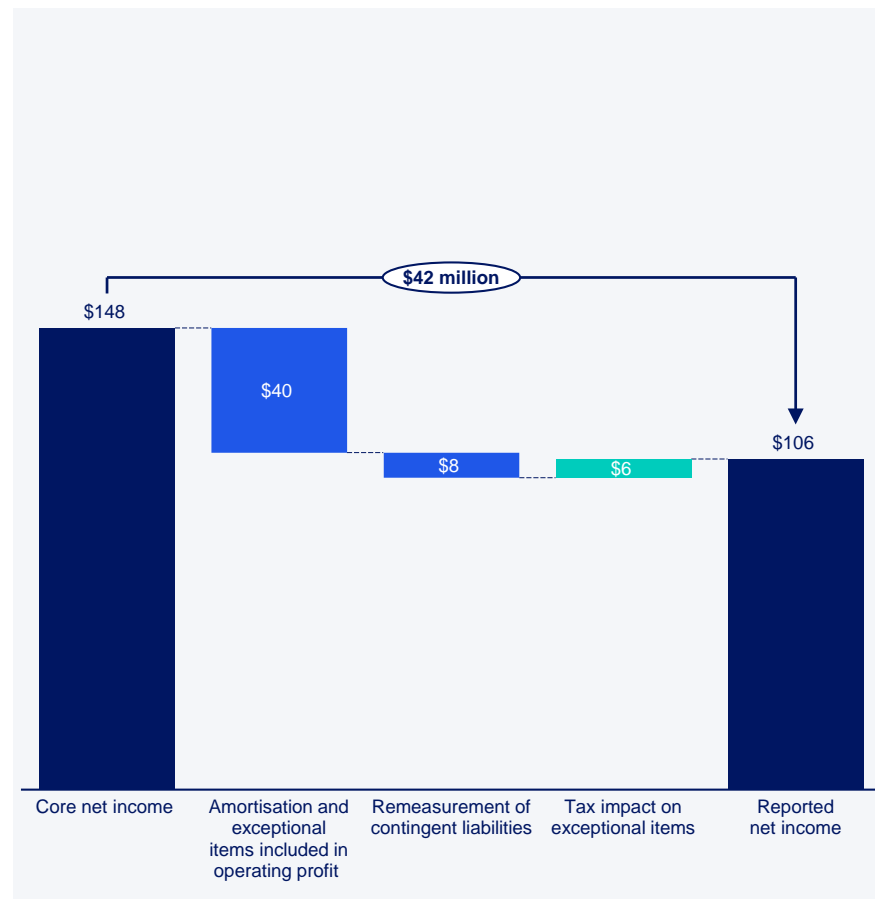 $42 million
$148
$40
$106
$8
$6
Core net income
Amortisation and
exceptional
items included in
operating profit
Remeasurement of
contingent liabilities
Tax impact on
exceptional items
Reported
net income